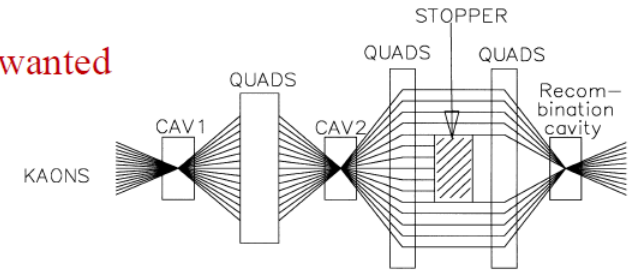 STOPPER
wanted
QUADS
QUADS
QUADS
Recom-
bination
cavity
CAV1
CAV2
KAONS